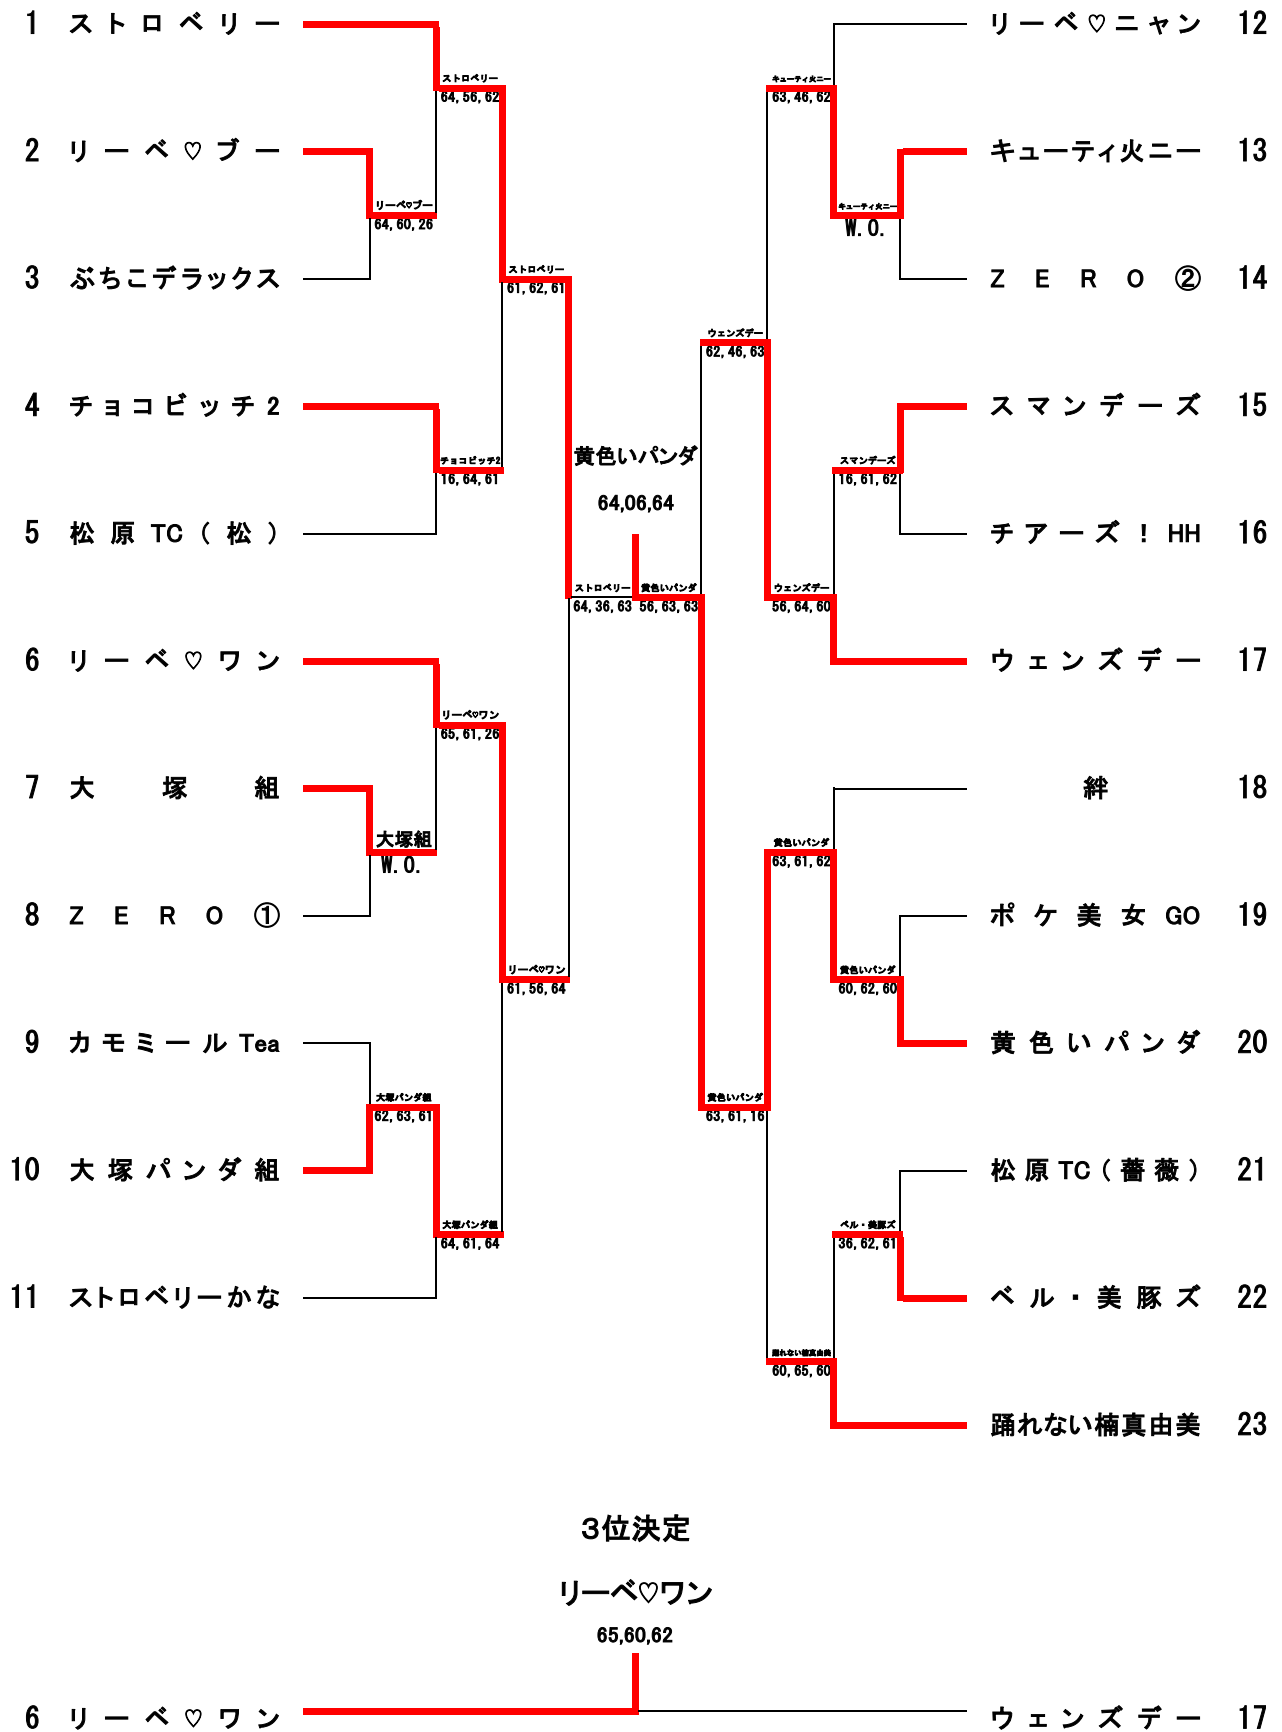 1 ストロベリー
2 リーベ♡ブー
3 ぷちこデラックス
4 チョコビッチ2
5 松原TC(松)
6 リーベ♡ワン
7 大塚組
8 ZERO①
9 カモミールTea
10 大塚パンダ組
11 ストロベリーかな
ストロベリー
64,56,62
リーベ♡ブー
64,60,26
ストロベリー
61,62,61
チョコビッチ2
16,64,61
ストロベリー
64,36,63
リーベ♡ワン
65,61,26
大塚組
W.O.
リーベ♡ワン
61,56,64
大塚パンダ組
62,63,61
大塚パンダ組
64,61,64
黄色いパンダ
64,06,64
黄色いパンダ
56,63,63
キューティ火ニー
63,46,62
キューティ火ニー
W.O.
ウェンズデー
62,46,63
スマンデーズ
16,61,62
ウェンズデー
56,64,60
黄色いパンダ
63,61,62
黄色いパンダ
60,62,60
黄色いパンダ
63,61,16
ベル・美豚ズ
36,62,61
踊れない楠真由美
60,65,60
リーベ♡ニャン 12
キューティ火ニー 13
ZERO② 14
スマンデーズ 15
チアーズ!HH 16
ウェンズデー 17
絆 18
ポケ美女GO 19
黄色いパンダ 20
松原TC(薔薇) 21
ベル・美豚ズ 22
踊れない楠真由美 23
3位決定
リーベ♡ワン
65,60,62
6 リーベ♡ワン
ウェンズデー 17